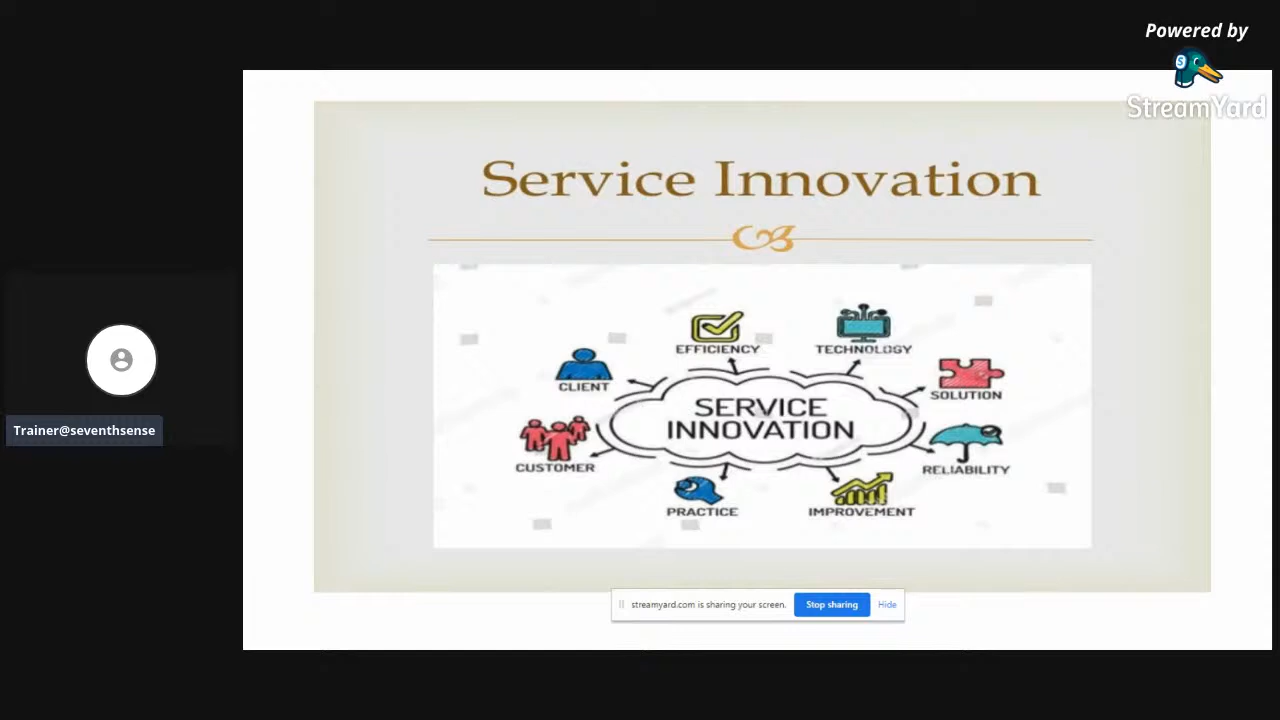 Powered by
StreamYard
Service Innovation
EFFICIENCY
TECHNOLOGY
CLIENT
SOLUTION
SERVICE
INNOVATION
CUSTOMER
RELIABILITY
PRACTICE
IMPROVEMENT
Trainer@seventhsense
streamyard.com is sharing your screen.
Stop sharing
Hide